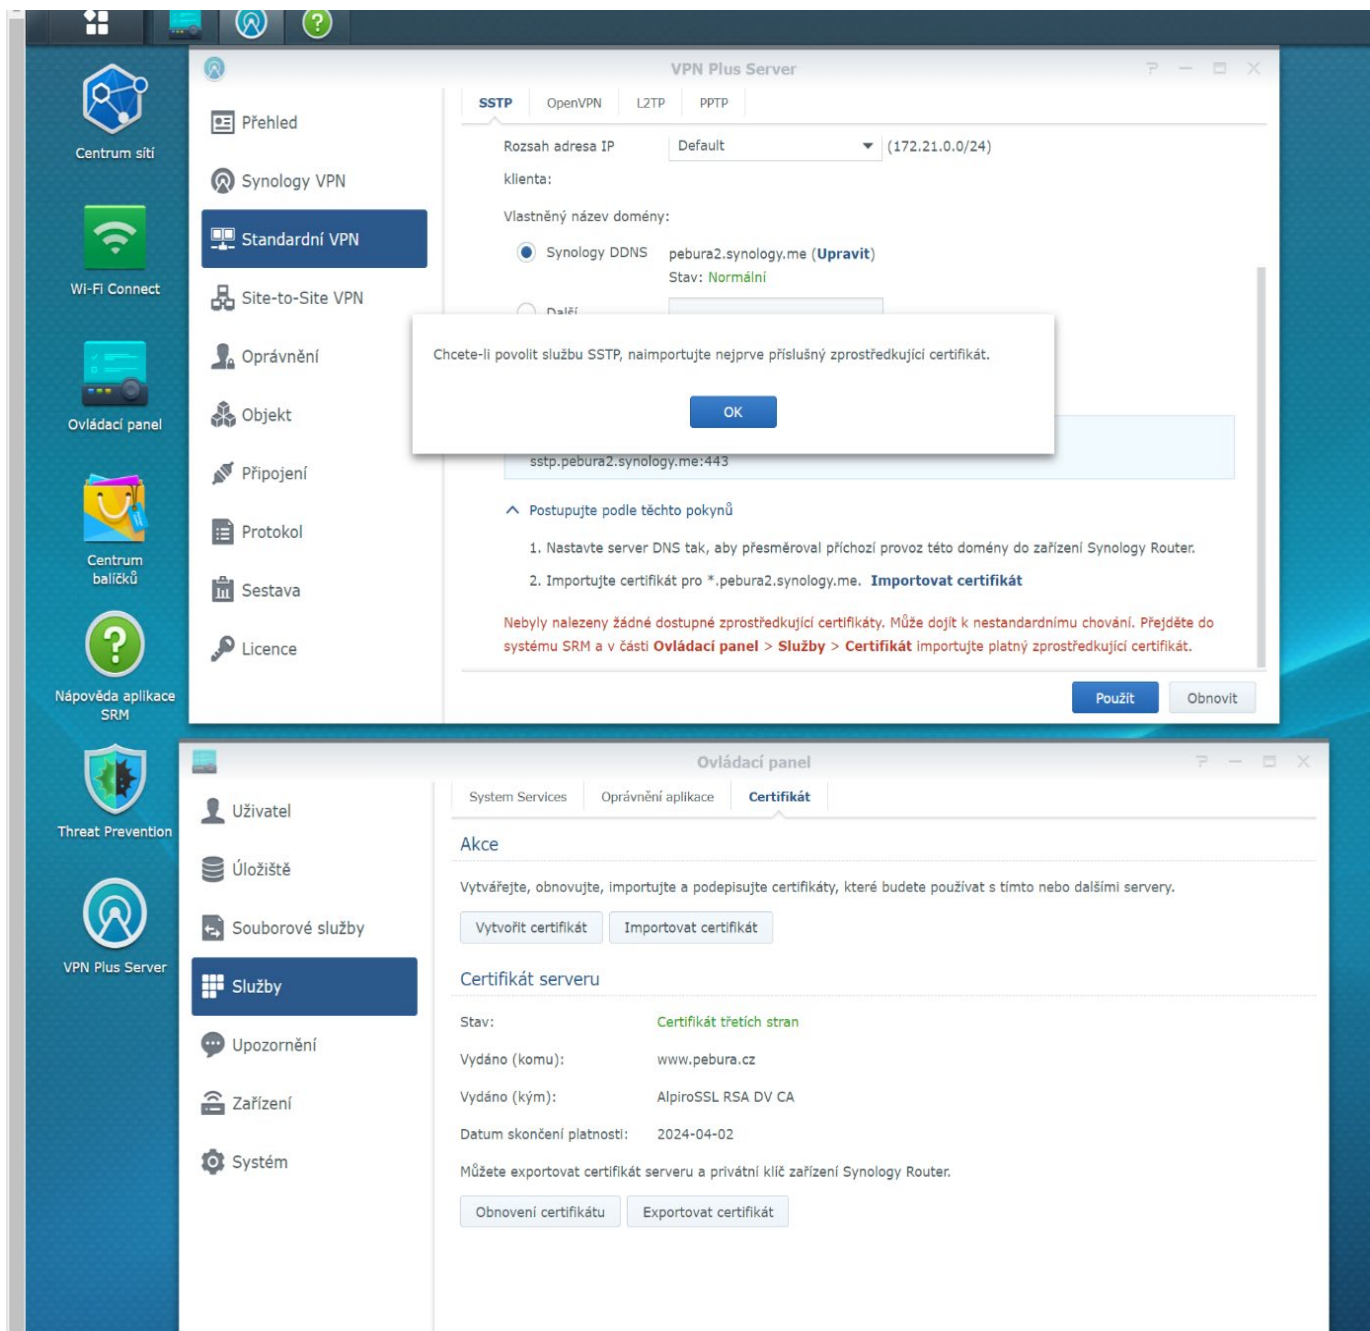 VPN Plus Server
Centrum sítí
Wi-Fi Connect
Ovládací panel
Centrum
balíčků
Nápověda aplikace
SRM
Threat Prevention
VPN Plus Server
Přehled
Synology VPN
Standardní VPN
Site-to-Site VPN
Oprávnění
Objekt
Připojení
Protokol
Sestava
Licence
SSTP OpenVPN L2TP PPTP
Rozsah adresa IP Default (172.21.0.0/24)
klienta:
Vlastněný název domény:
Synology DDNS pebura2.synology.me (Upravit)
Stav: Normální
Další
Chcete-li povolit službu SSTP, naimportujte nejprve příslušný zprostředkující certifikát.
OK
sstp.pebura2.synology.me:443
Postupujte podle těchto pokynů
1. Nastavte server DNS tak, aby přesměroval příchozí provoz této domény do zařízení Synology Router.
2. Importujte certifikát pro *.pebura2.synology.me. Importovat certifikát
Nebyly nalezeny žádné dostupné zprostředkující certifikáty. Může dojít k nestandardnímu chování. Přejděte do
systému SRM a v části Ovládací panel > Služby > Certifikát importujte platný zprostředkující certifikát.
Použít Obnovit
Ovládací panel
Uživatel
Úložiště
Souborové služby
Služby
Upozornění
Zařízení
Systém
System Services Oprávnění aplikace Certifikát
Akce
Vytvářejte, obnovujte, importujte a podepisujte certifikáty, které budete používat s tímto nebo dalšími servery.
Vytvořit certifikát Importovat certifikát
Certifikát serveru
Stav: Certifikát třetích stran
Vydáno (komu): www.pebura.cz
Vydáno (kým): AlpiroSSL RSA DV CA
Datum skončení platnosti: 2024-04-02
Můžete exportovat certifikát serveru a privátní klíč zařízení Synology Router.
Obnovení certifikátu Exportovat certifikát